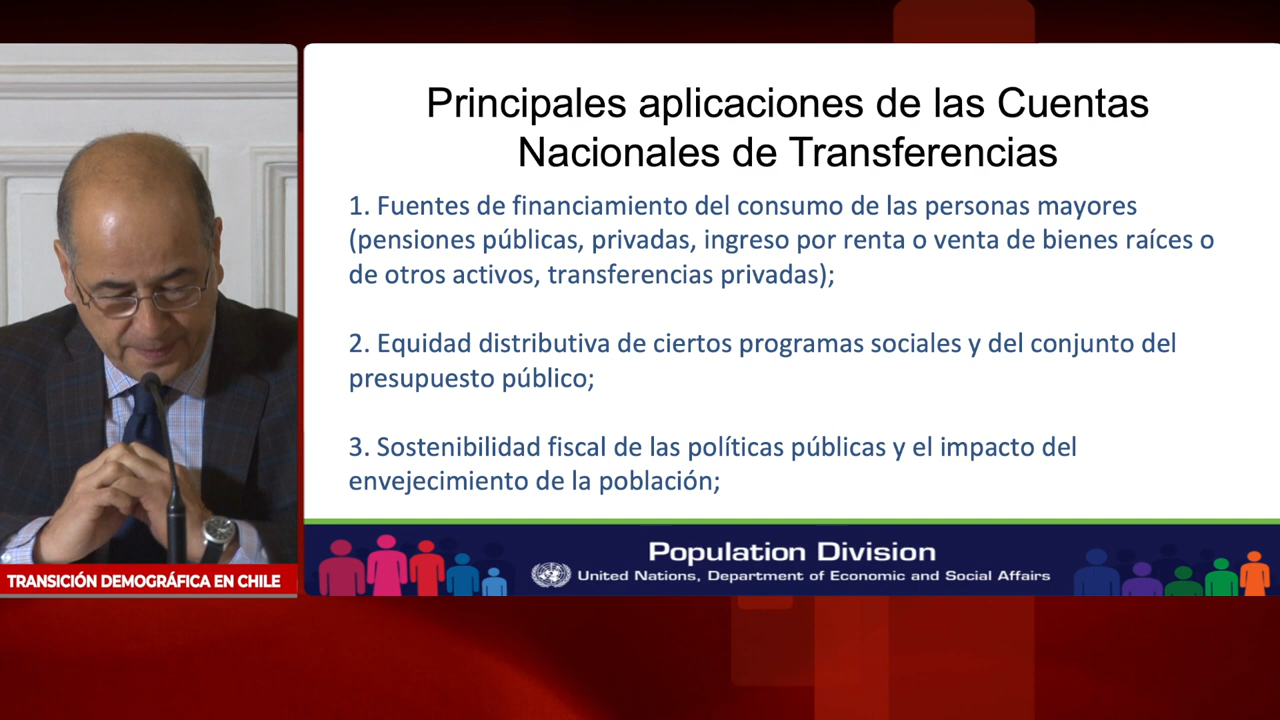 Principales aplicaciones de las Cuentas
Nacionales de Transferencias
1. Fuentes de financiamiento del consumo de las personas mayores
(pensiones públicas, privadas, ingreso por renta o venta de bienes raíces o
de otros activos, transferencias privadas);
2. Equidad distributiva de ciertos programas sociales y del conjunto del
presupuesto público;
3. Sostenibilidad fiscal de las políticas públicas y el impacto del
envejecimiento de la población;
TRANSICIÓN DEMOGRÁFICA EN CHILE
Population Division
United Nations, Department of Economic and Social Affairs